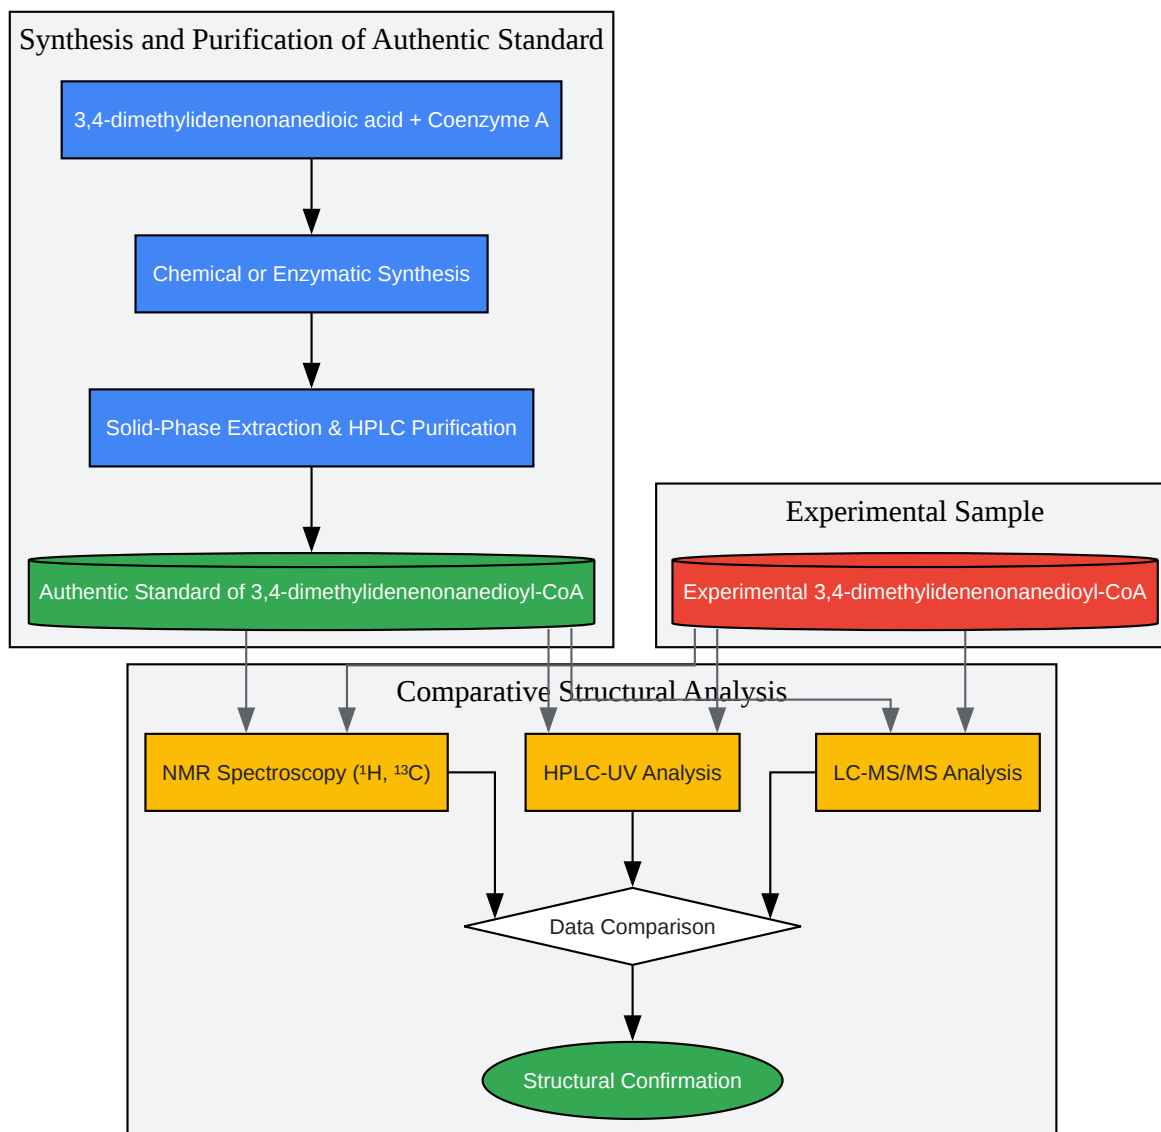 Synthesis and Purification of Authentic Standard
3,4-dimethylidenenonanedioic acid + Coenzyme A
Chemical or Enzymatic Synthesis
Solid-Phase Extraction & HPLC Purification
Authentic Standard of 3,4-dimethylidenenonanedioyl-CoA
Experimental Sample
Experimental 3,4-dimethylidenenonanedioyl-CoA
Comparative Structural Analysis
NMR Spectroscopy (¹H, ¹³C)
HPLC-UV Analysis
LC-MS/MS Analysis
Data Comparison
Structural Confirmation